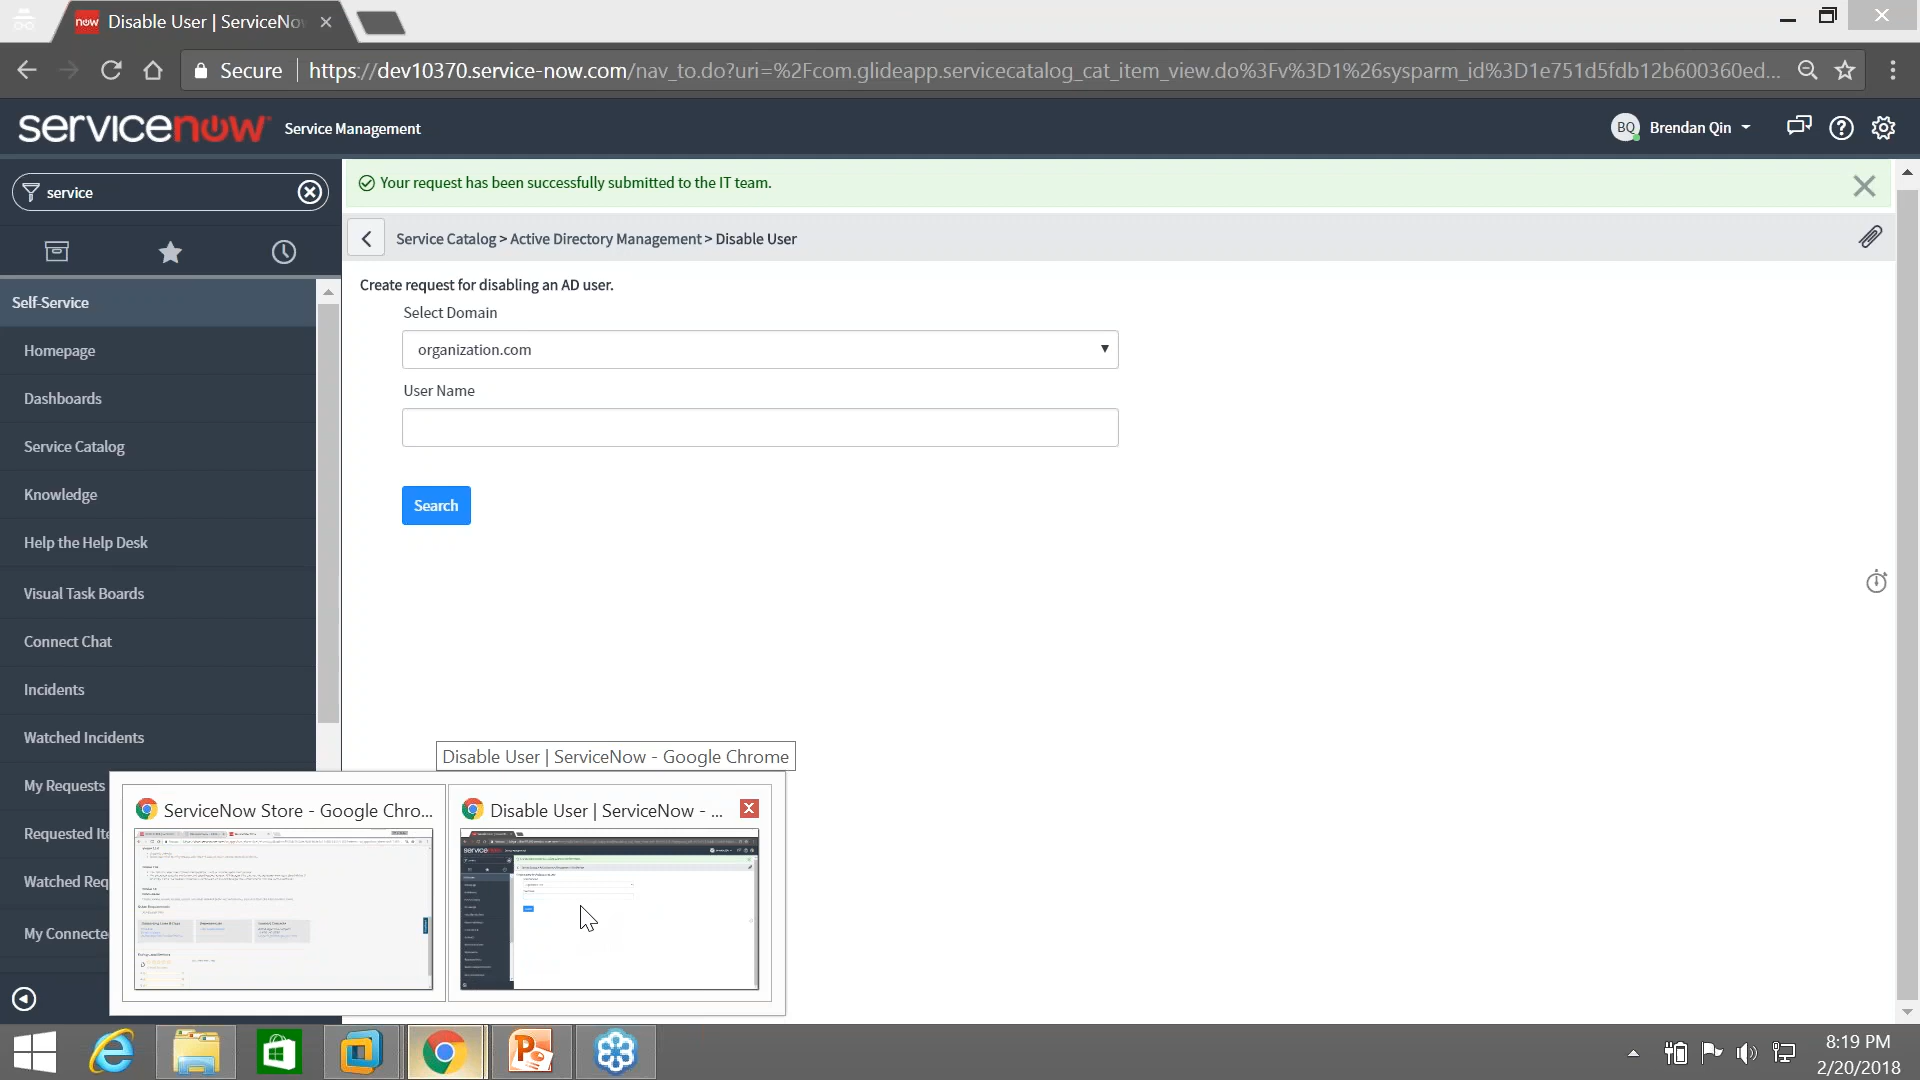 now Disable User | ServiceNow
Secure https://dev10370.service-now.com/nav_to.do?uri=%2Fcom.glideapp.servicecatalog_cat_item_view.do%3Fv%3D1%26sysparm_id%3D1e751d5fdb12b600360ed...
servicenow Service Management
BQ Brendan Qin
service
Your request has been successfully submitted to the IT team.
Service Catalog > Active Directory Management > Disable User
Create request for disabling an AD user.
Select Domain
organization.com
User Name
Search
Self-Service
Homepage
Dashboards
Service Catalog
Knowledge
Help the Help Desk
Visual Task Boards
Connect Chat
Incidents
Watched Incidents
My Requests
Requested Ite
Watched Req
My Connecte
Disable User | ServiceNow - Google Chrome
ServiceNow Store - Google Chro...
Disable User | ServiceNow - ...
8:19 PM
2/20/2018